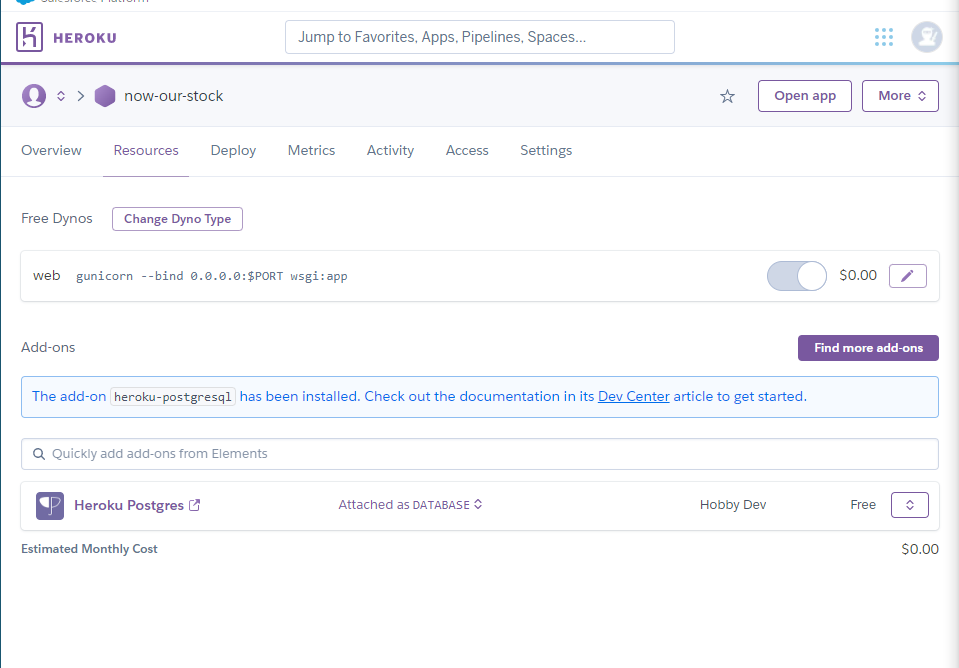 Salesforce Platform
HEROKU
Jump to Favorites, Apps, Pipelines, Spaces...
now-our-stock
Open app
More
Overview Resources Deploy Metrics Activity Access Settings
Free Dynos
Change Dyno Type
web gunicorn --bind 0.0.0.0:$PORT wsgi:app $0.00
Add-ons
Find more add-ons
The add-on heroku-postgresql has been installed. Check out the documentation in its Dev Center article to get started.
Quickly add add-ons from Elements
Heroku Postgres Attached as DATABASE Hobby Dev Free
Estimated Monthly Cost $0.00